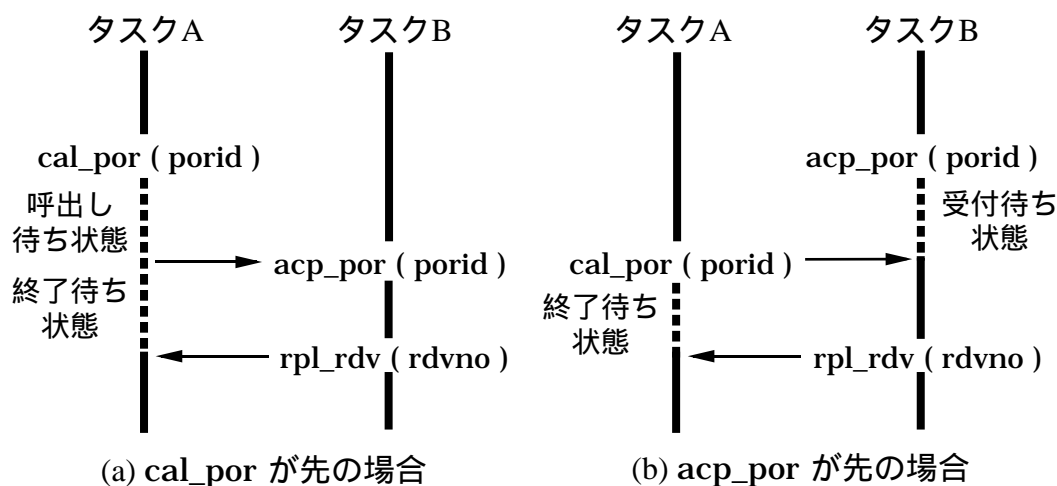 タスクA
タスクB
cal_por ( porid )
呼出し
待ち状態
acp_por ( porid )
終了待ち
状態
rpl_rdv ( rdvno )
(a) cal_por が先の場合
タスクA
タスクB
acp_por ( porid )
受付待ち
状態
cal_por ( porid )
終了待ち
状態
rpl_rdv ( rdvno )
(b) acp_por が先の場合